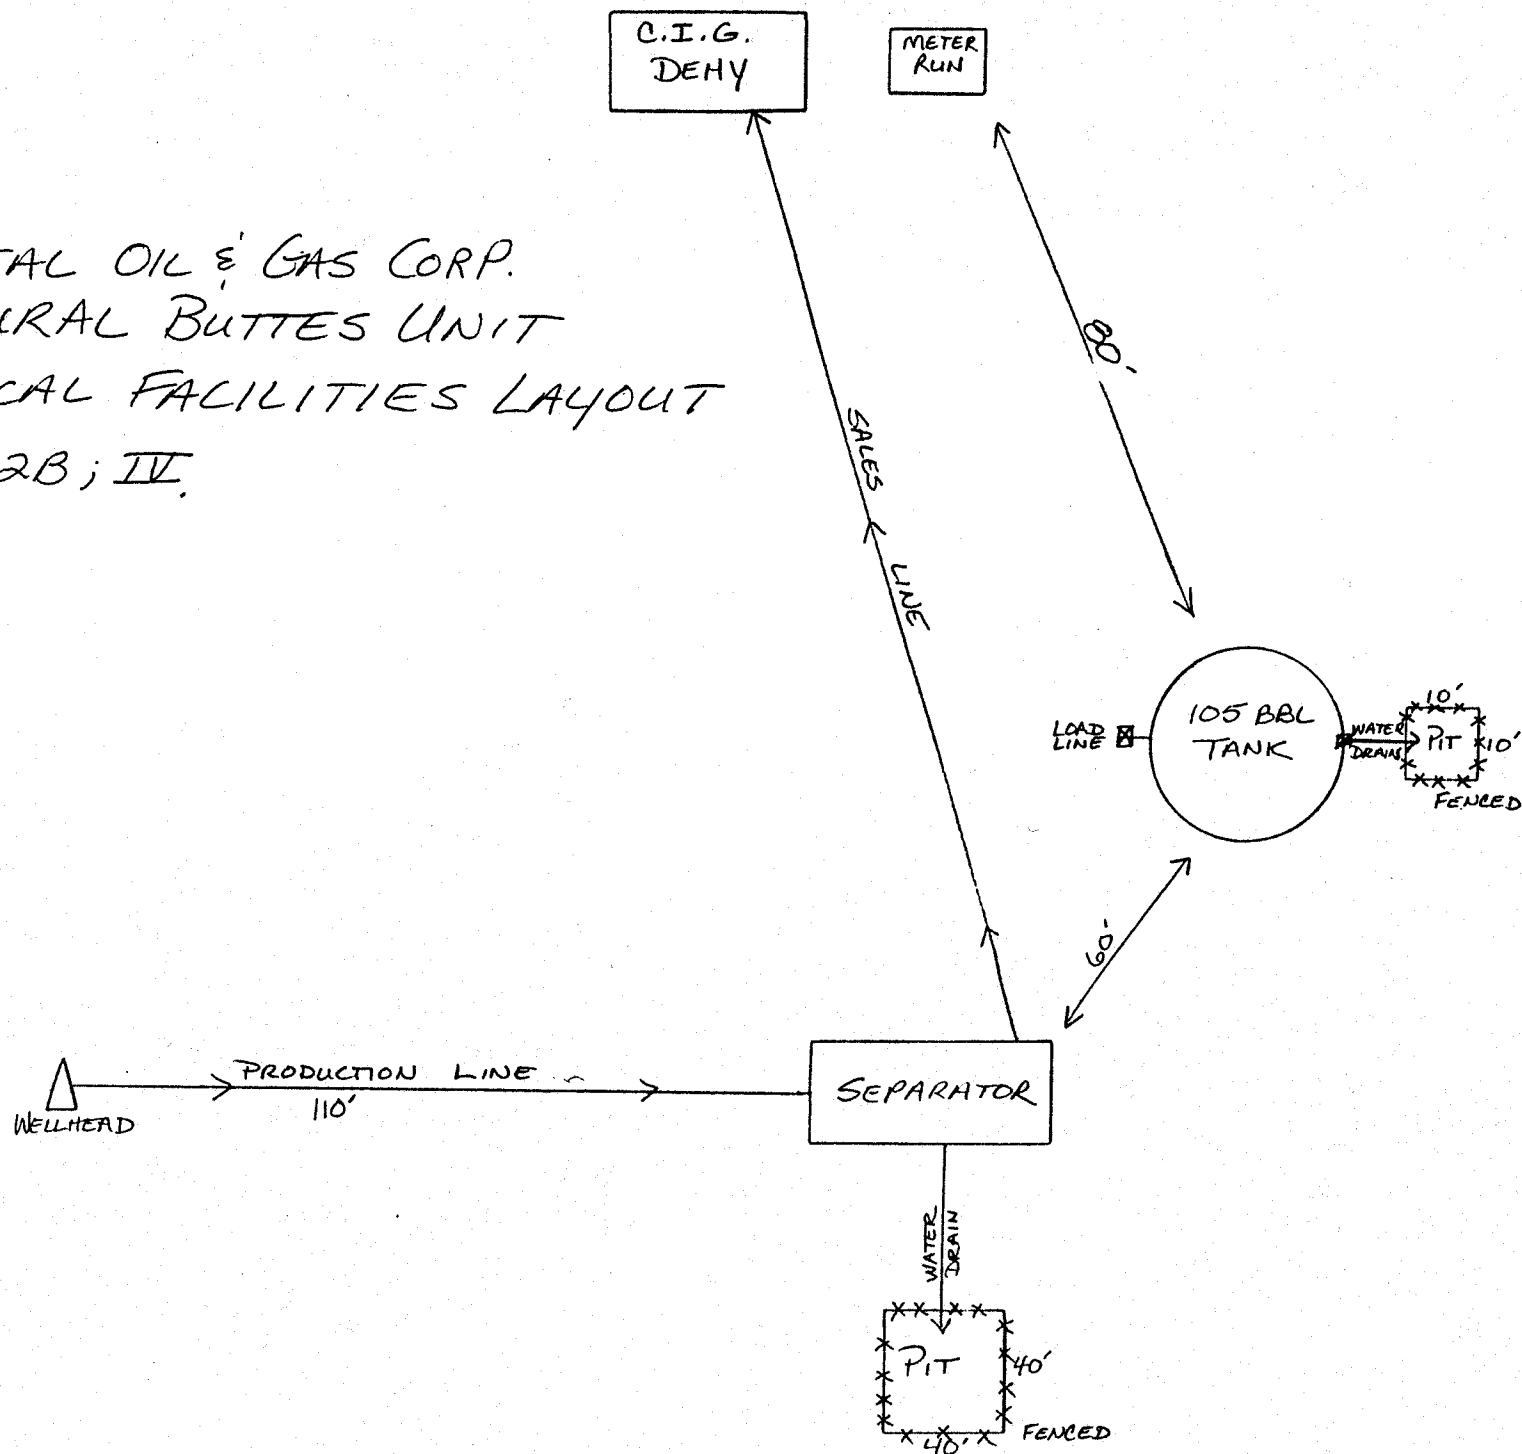 C.I.G.
DEHY
METER
RUN
TAL OIL & GAS CORP.
URAL BUTTES UNIT
CAL FACILITIES LAYOUT
2B; IV.
80'
SALES LINE
LOAD
LINE
105 BBL
TANK
WATER
DRAIN
10'
PIT
10'
FENCED
60'
PRODUCTION LINE
110'
WELLHEAD
SEPARATOR
WATER
DRAIN
PIT
40'
40'
FENCED